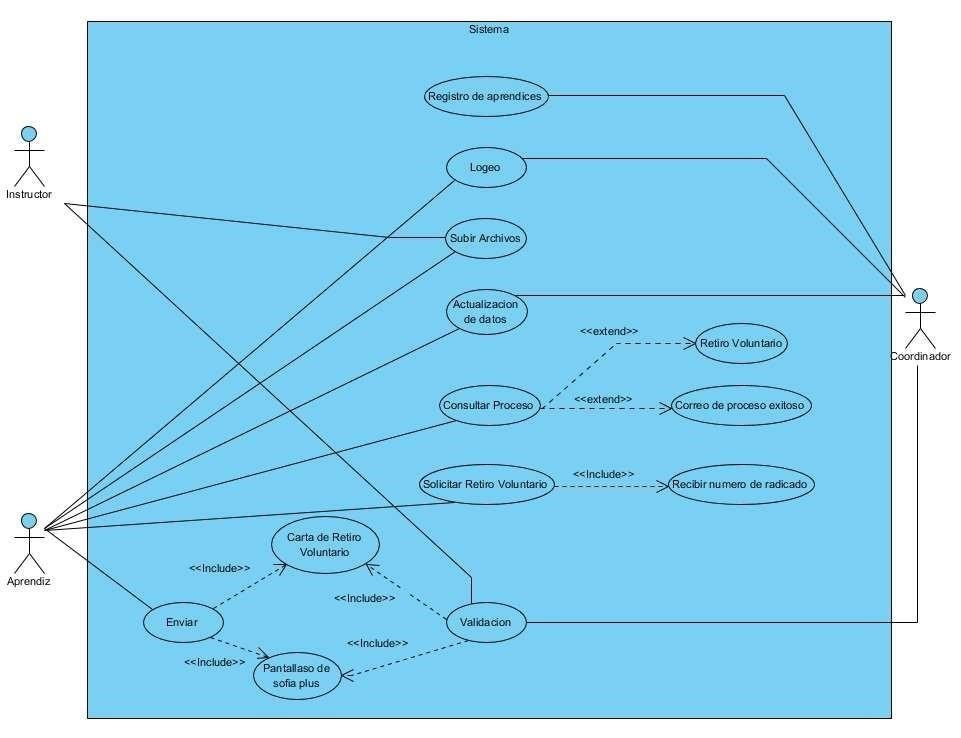 Sistema
Registro de aprendices
Logeo
Instructor
Subir Archivos
Actualizacion
de datos
<<extend>>
Retiro Voluntario
Coordinador
Consultar Proceso
<<extend>>
Correo de proceso exitoso
Solicitar Retiro Voluntario
<<Include>>
Recibir numero de radicado
Carta de Retiro
Voluntario
Aprendiz
<<Include>>
<<Include>>
Enviar
Validacion
<<Include>>
<<Include>>
Pantallaso de
sofia plus